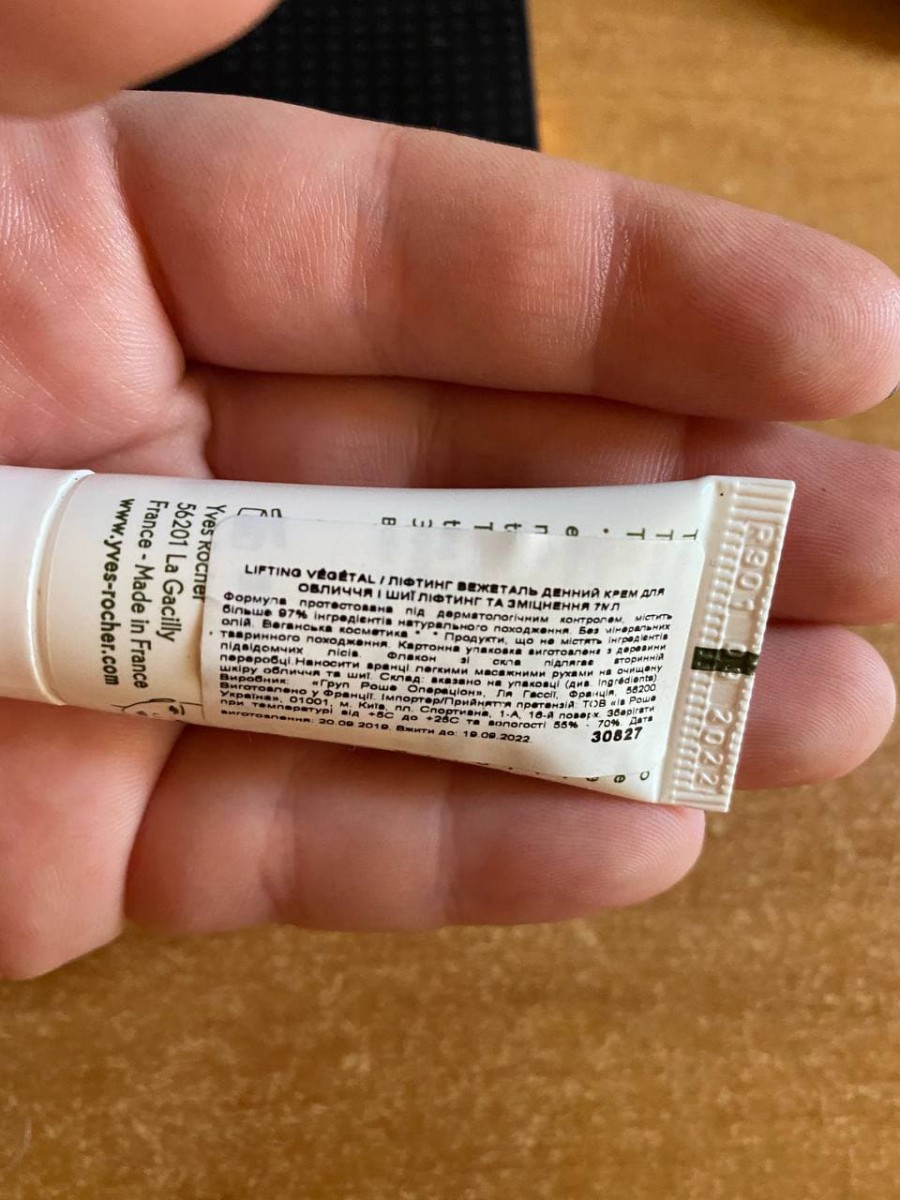 LIFTING VÉGÉTAL / ЛІФТИНГ ВЕЖЕТАЛЬ ДЕННИЙ КРЕМ ДЛЯ
ОБЛИЧЧЯ І ШИЇ ЛІФТИНГ ТА ЗМІЦНЕННЯ 7МЛ
Формула протестована під дерматологічним контролем, містить
більше 97% інгредієнтів натурального походження. Без мінеральних
олій. Веганська косметика * * Продукти, що не містять інгредієнтів
тваринного походження. Картонна упаковка виготовлена з деревини
підвідомчих лісів. Флакон зі скла підлягає вторинній
переробці.Наносити вранці легкими масажними рухами на очищену
шкіру обличчя та шиї. Склад: вказано на упаковці (див. Ingrédients)
Виробник: «Груп Роше Операціон», Ля Гассії, Франція, 56200
Виготовлено у Франції. Імпортер/Прийняття претензій: ТОВ «Ів Роше
Україна», 01001, м. Київ, пл. Спортивна, 1-А, 16-й поверх. Зберігати
при температурі від +5С до +25С та вологості 55% - 70% Дата
виготовлення: 20.09.2019. Вжити до: 19.09.2022
30827
Yves Rocher
56201 La Gacilly
France - Made in France
www.yves-rocher.com
2022